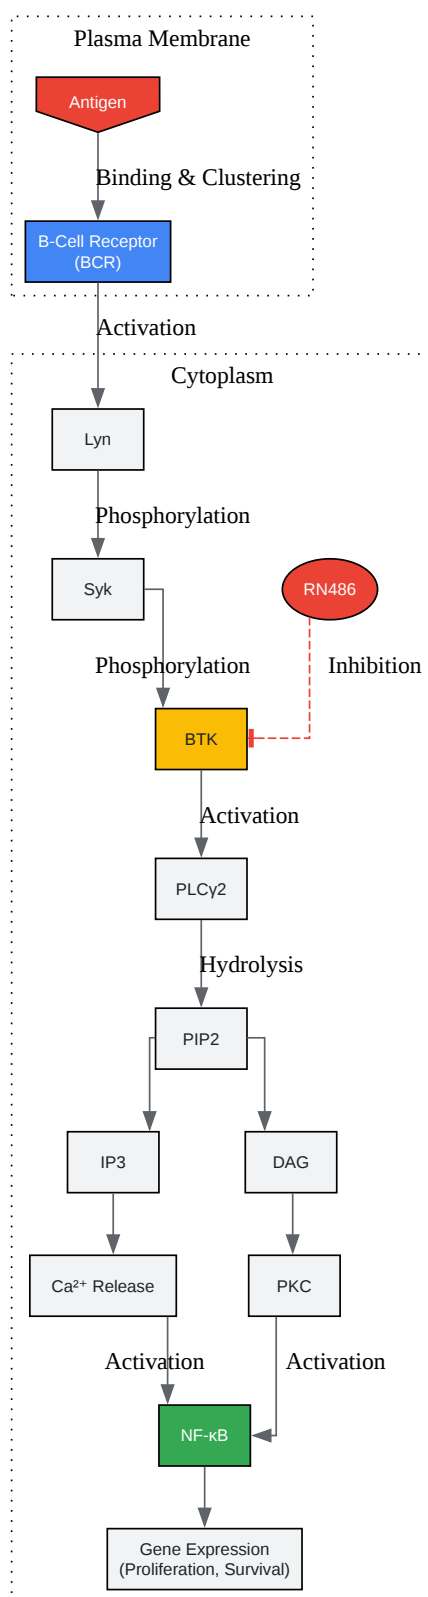 Plasma Membrane
Antigen
Binding & Clustering
B-Cell Receptor
(BCR)
Activation
Cytoplasm
Lyn
Phosphorylation
Syk
RN486
Phosphorylation
Inhibition
BTK
Activation
PLCγ2
Hydrolysis
PIP2
IP3
DAG
Ca²⁺ Release
PKC
Activation
Activation
NF-κB
Gene Expression
(Proliferation, Survival)